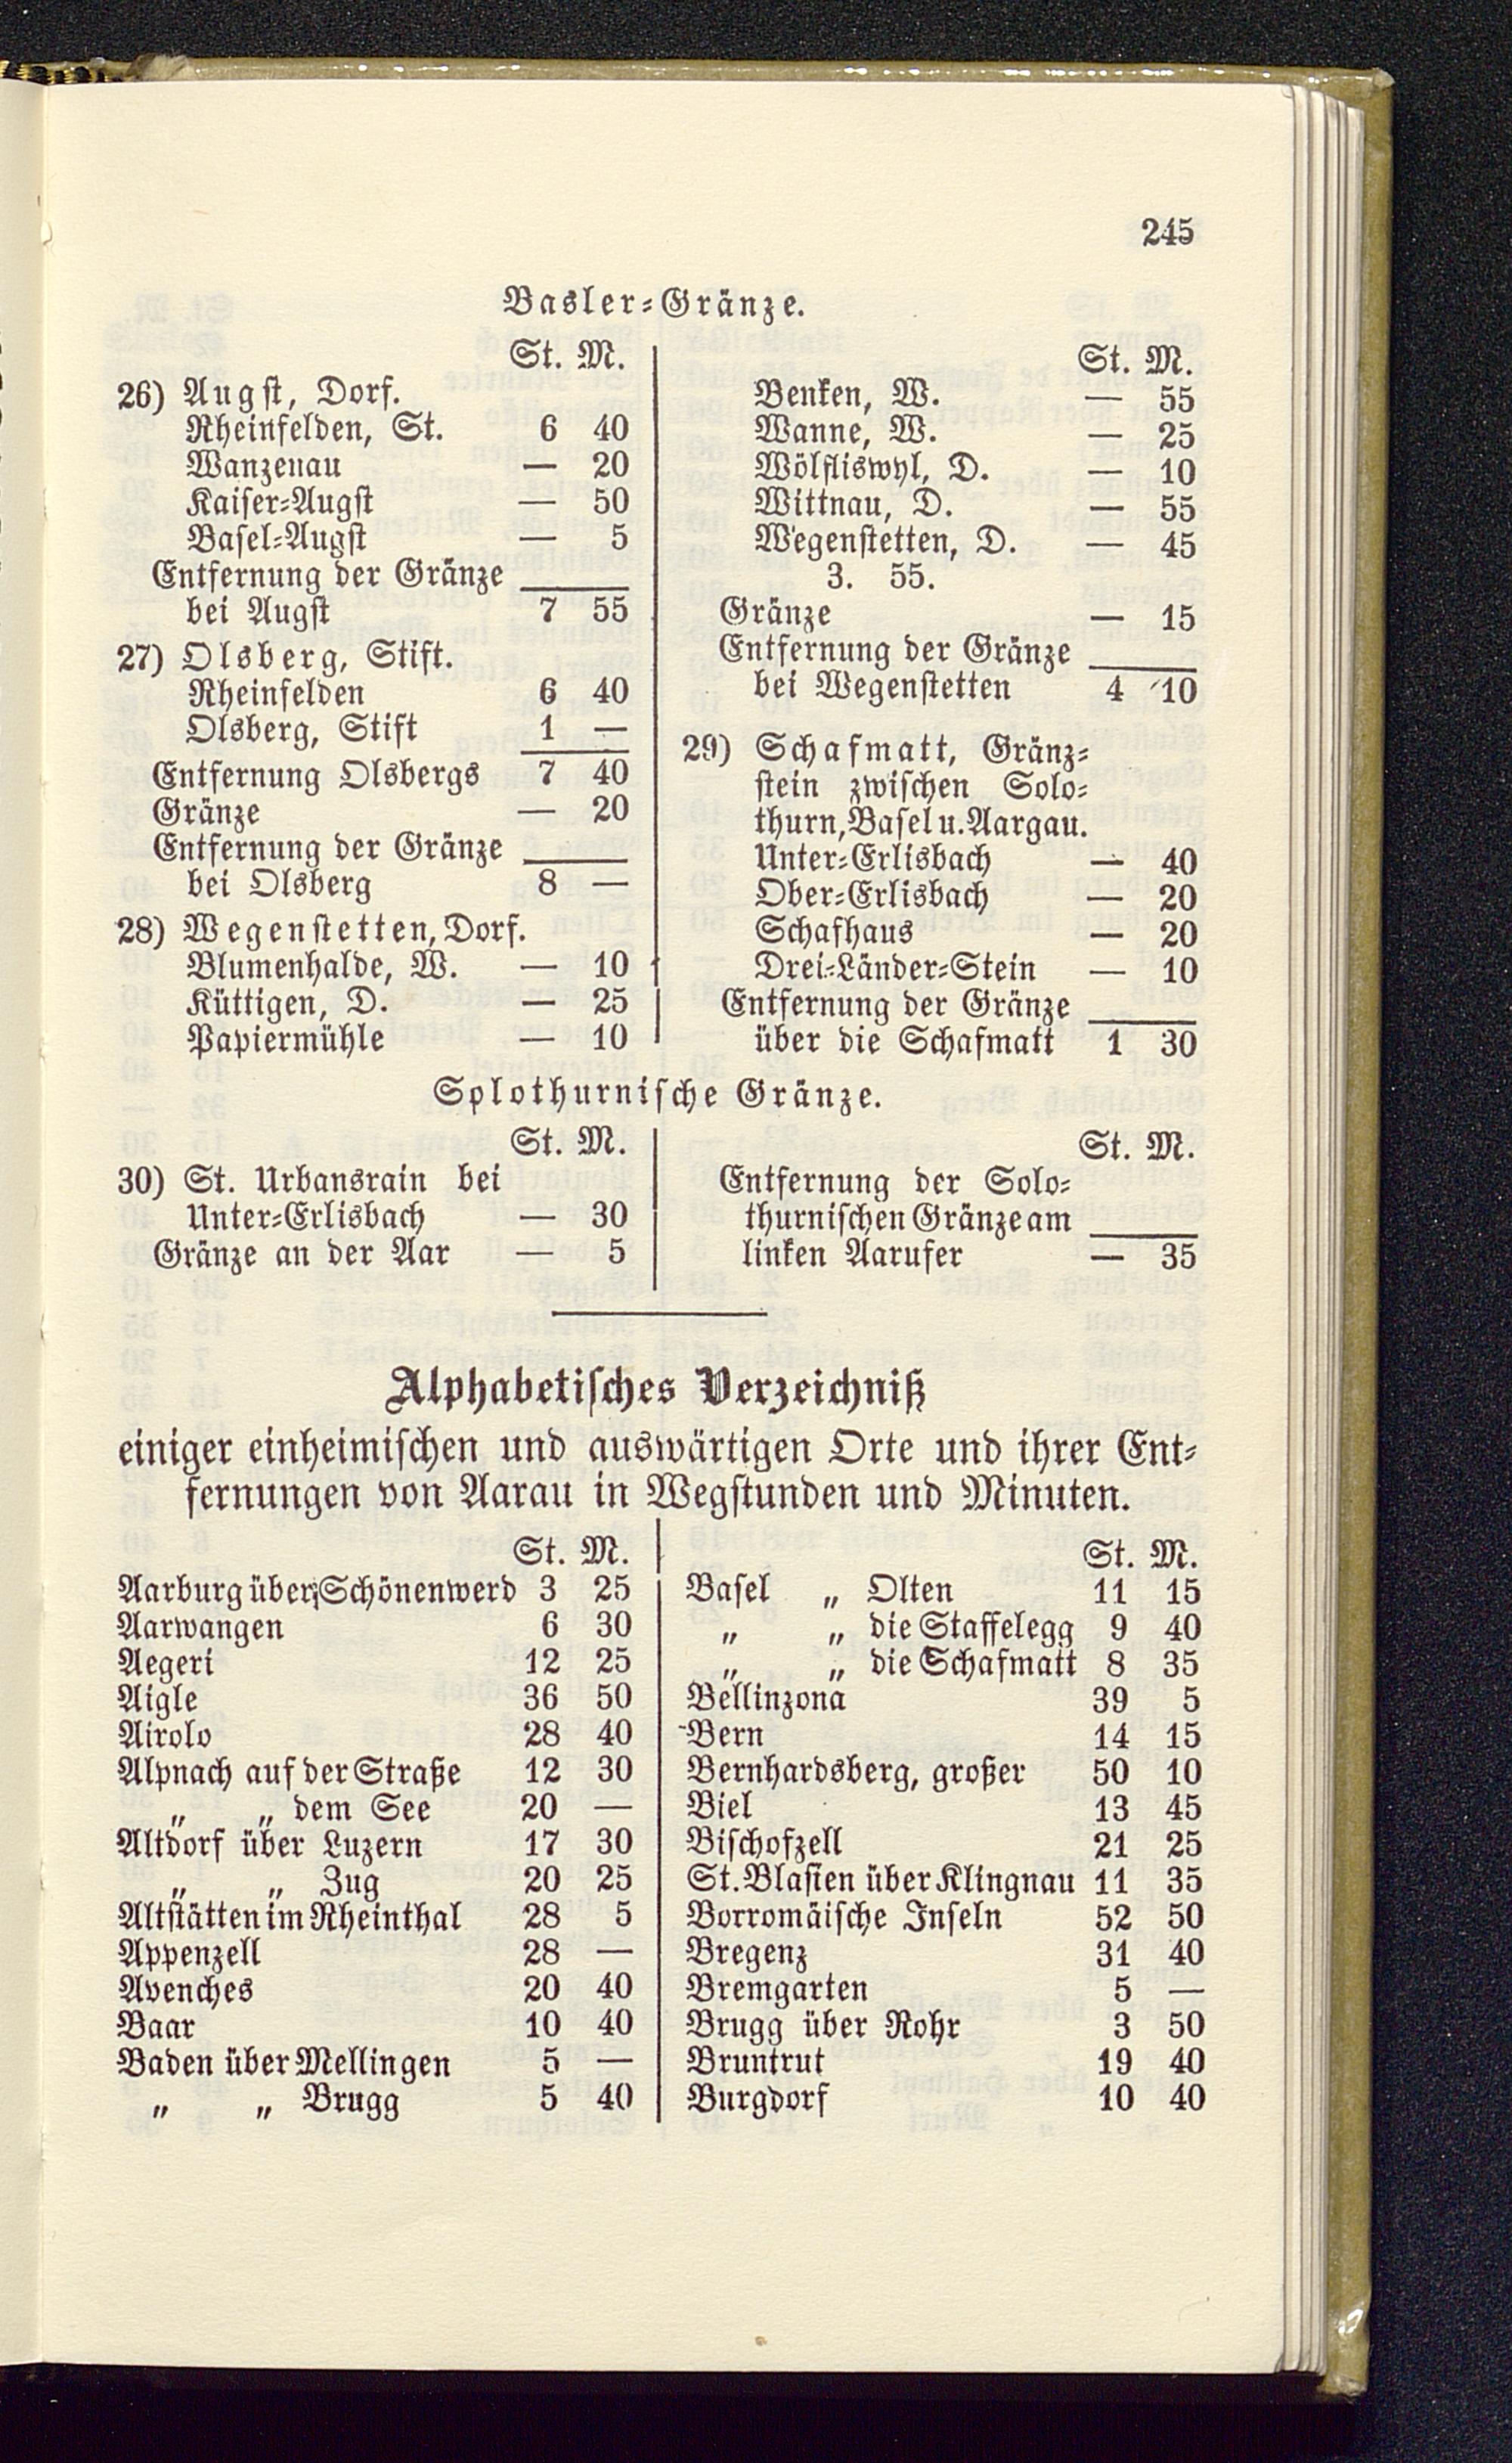 245
Basler-Gränze.
St. M.
26) Augst, Dorf.
Rheinfelden, St. 6 40
Wanzenau — 20
Kaiser-Augst — 50
Basel-Augst — 5
Entfernung der Gränze
bei Augst 7 55
27) Olsberg, Stift.
Rheinfelden 6 40
Olsberg, Stift 1 —
Entfernung Olsbergs 7 40
Gränze — 20
Entfernung der Gränze
bei Olsberg 8 —
28) Wegenstetten, Dorf.
Blumenhalde, W. — 10
Küttigen, D. — 25
Papiermühle — 10
St. M.
Benken, W. — 55
Wanne, W. — 25
Wölfliswyl, D. — 10
Wittnau, D. — 55
Wegenstetten, D. — 45
3. 55.
Gränze — 15
Entfernung der Gränze
bei Wegenstetten 4 10
29) Schafmatt, Gränz-
stein zwischen Solo-
thurn, Basel u. Aargau.
Unter-Erlisbach — 40
Ober-Erlisbach — 20
Schafhaus — 20
Drei-Länder-Stein — 10
Entfernung der Gränze
über die Schafmatt 1 30
Solothurnische Gränze.
St. M.
30) St. Urbansrain bei
Unter-Erlisbach — 30
Gränze an der Aar — 5
St. M.
Entfernung der Solo-
thurnischen Gränze am
linken Aarufer — 35
Alphabetisches Verzeichniß
einiger einheimischen und auswärtigen Orte und ihrer Ent-
fernungen von Aarau in Wegstunden und Minuten.
St. M.
Aarburg über Schönenwerd 3 25
Aarwangen 6 30
Aegeri 12 25
Aigle 36 50
Airolo 28 40
Alpnach auf der Straße 12 30
„ „ dem See 20 —
Altdorf über Luzern 17 30
„ „ Zug 20 25
Altstätten im Rheinthal 28 5
Appenzell 28 —
Avenches 20 40
Baar 10 40
Baden über Mellingen 5 —
„ „ Brugg 5 40
St. M.
Basel „ Olten 11 15
„ „ die Staffelegg 9 40
„ „ die Schafmatt 8 35
Bellinzona 39 5
Bern 14 15
Bernhardsberg, großer 50 10
Biel 13 45
Bischofzell 21 25
St. Blasien über Klingnau 11 35
Borromäische Inseln 52 50
Bregenz 31 40
Bremgarten 5 —
Brugg über Rohr 3 50
Bruntrut 19 40
Burgdorf 10 40